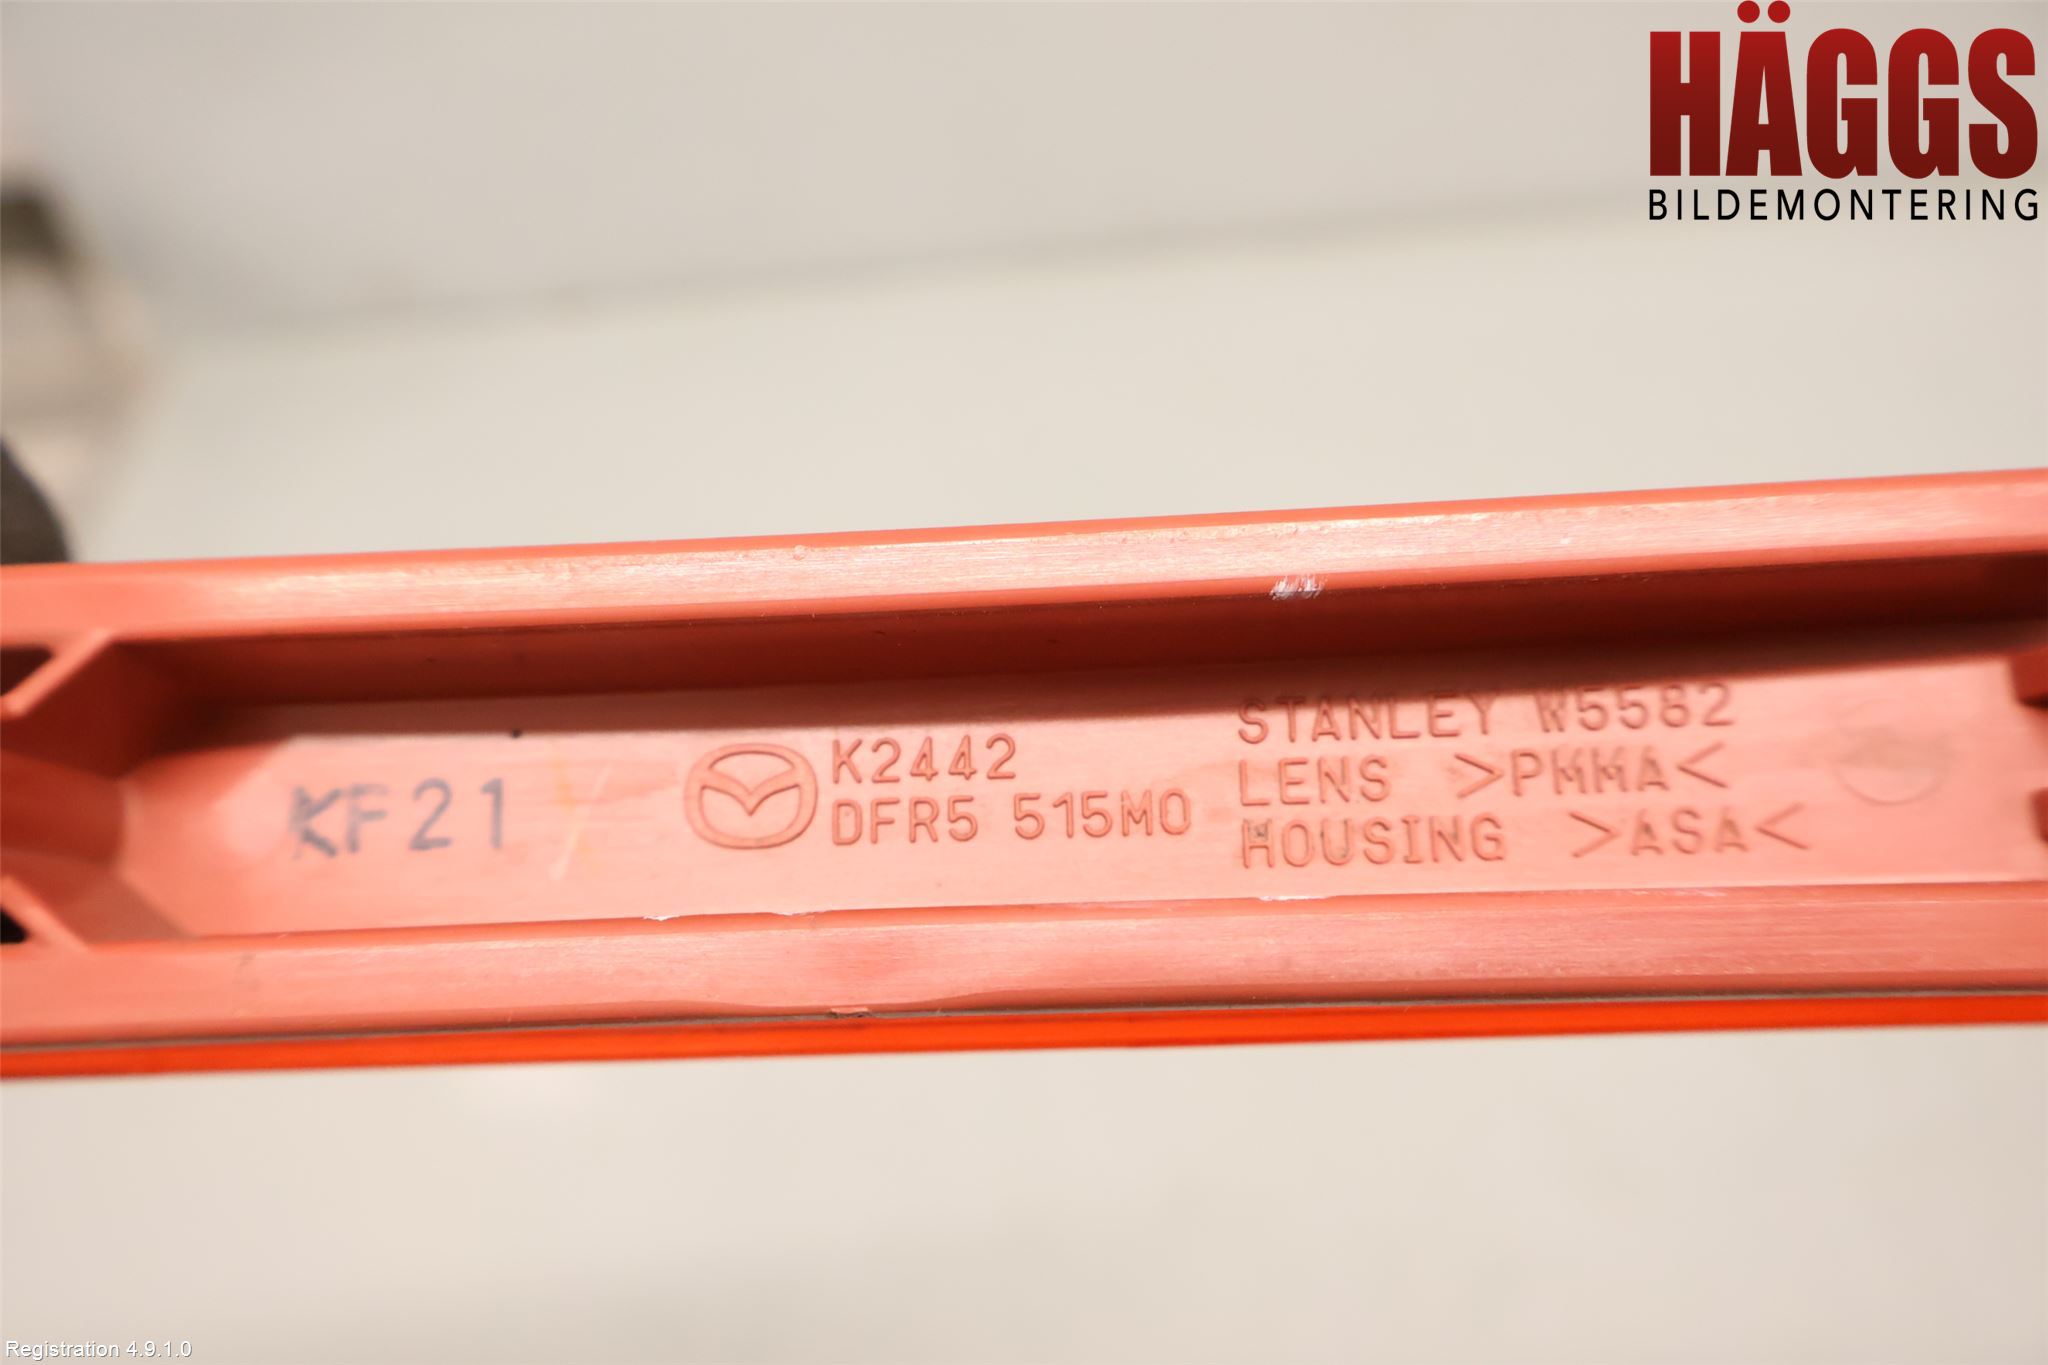 HÄGGS
BILDEMONTERING
KF21
K2442
DFR5 515M0
STANLEY W5582
LENS >PMMA<
HOUSING >ASA<
Registration 4.9.1.0